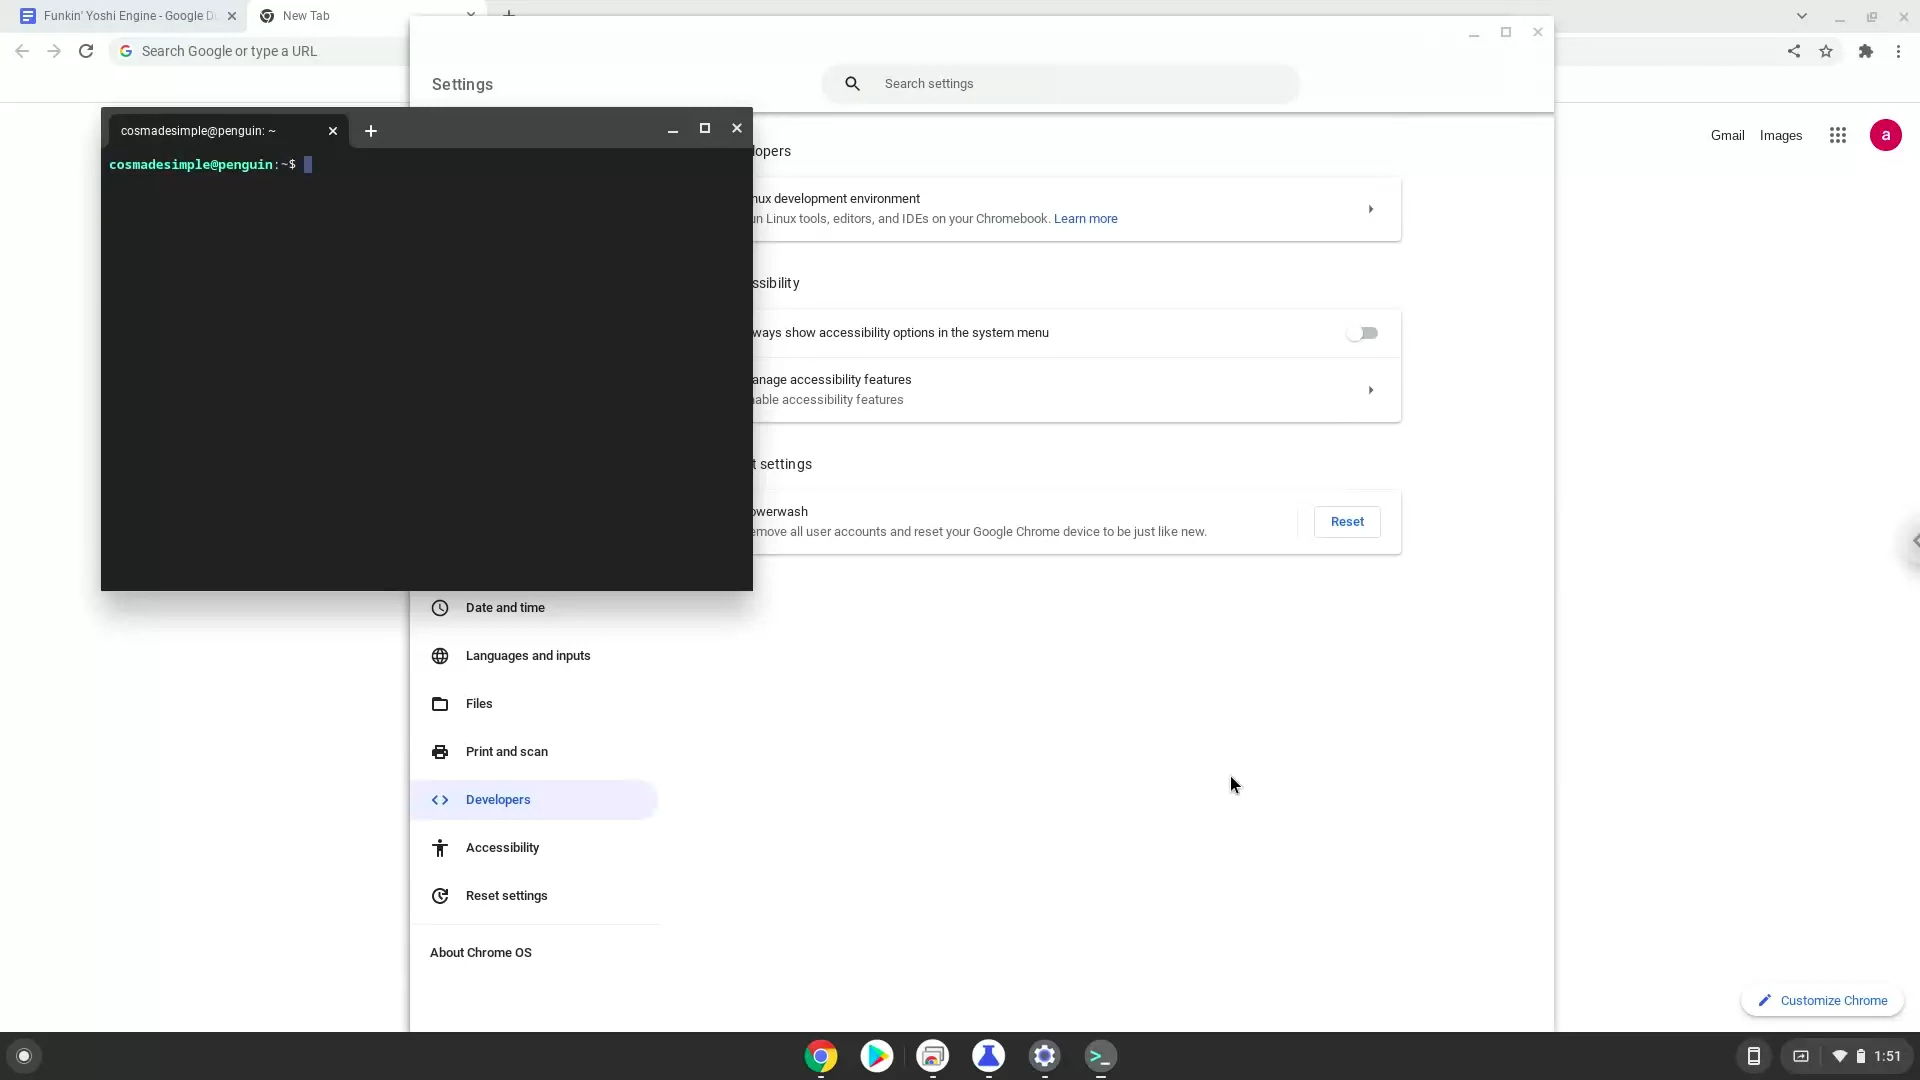 Funkin' Yoshi Engine - Google D
New Tab
Search Google or type a URL
Settings
Search settings
Gmail
Images
a
cosmadesimple@penguin: ~
cosmadesimple@penguin:~$
lopers
nux development environment
un Linux tools, editors, and IDEs on your Chromebook. Learn more
ssibility
ways show accessibility options in the system menu
anage accessibility features
nable accessibility features
t settings
owerwash
emove all user accounts and reset your Google Chrome device to be just like new.
Reset
Date and time
Languages and inputs
Files
Print and scan
Developers
Accessibility
Reset settings
About Chrome OS
Customize Chrome
1:51